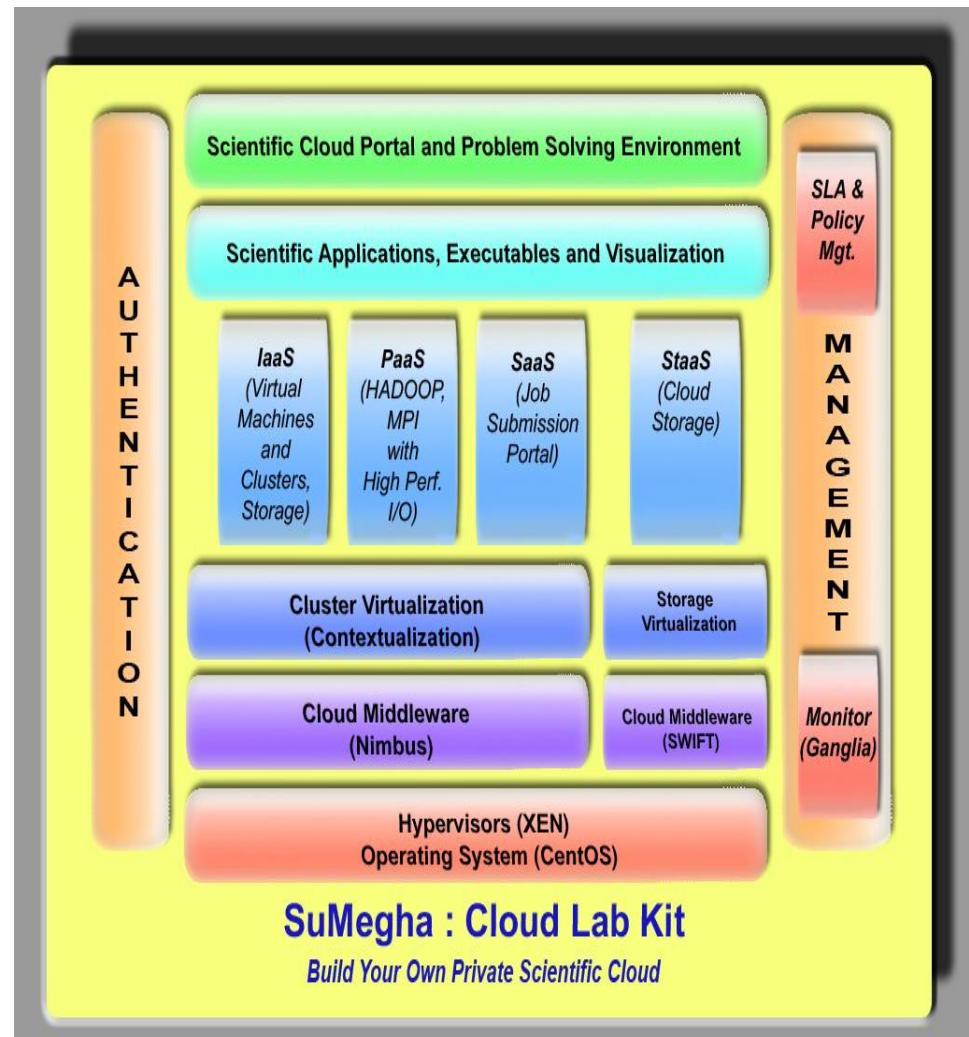 Scientific Cloud Portal and Problem Solving Environment
Scientific Applications, Executables and Visualization
AUTHENTICATION
IaaS
(Virtual
Machines
and
Clusters,
Storage)
PaaS
(HADOOP,
MPI
with
High Perf.
I/O)
SaaS
(Job
Submission
Portal)
StaaS
(Cloud
Storage)
Cluster Virtualization
(Contextualization)
Storage
Virtualization
Cloud Middleware
(Nimbus)
Cloud Middleware
(SWIFT)
Hypervisors (XEN)
Operating System (CentOS)
SLA &
Policy
Mgt.
MANAGEMENT
Monitor
(Ganglia)
SuMegha : Cloud Lab Kit
Build Your Own Private Scientific Cloud